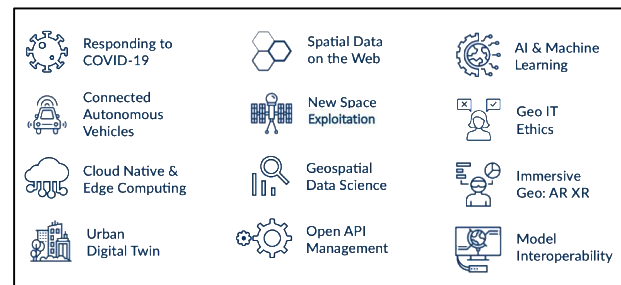 Responding to
COVID-19
Spatial Data
on the Web
AI & Machine
Learning
Connected
Autonomous
Vehicles
New Space
Exploitation
Geo IT
Ethics
Cloud Native &
Edge Computing
Geospatial
Data Science
Immersive
Geo: AR XR
Urban
Digital Twin
Open API
Management
Model
Interoperability